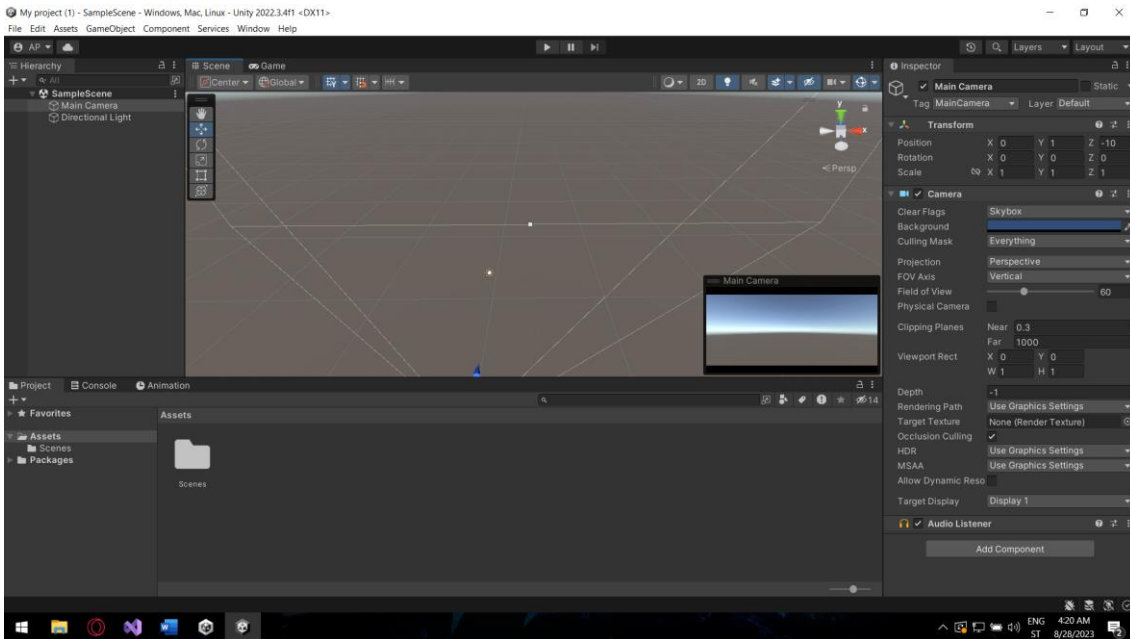 My project (1) - SampleScene - Windows, Mac, Linux - Unity 2022.3.4f1 <DX11>
File Edit Assets GameObject Component Services Window Help
AP
Layers
Layout
Hierarchy
All
SampleScene
Main Camera
Directional Light
Scene
Game
Center
Global
2D
y
x
Persp
Main Camera
Inspector
Main Camera
Static
Tag MainCamera
Layer Default
Transform
Position X 0 Y 1 Z -10
Rotation X 0 Y 0 Z 0
Scale X 1 Y 1 Z 1
Camera
Clear Flags Skybox
Background
Culling Mask Everything
Projection Perspective
FOV Axis Vertical
Field of View 60
Physical Camera
Clipping Planes Near 0.3
Far 1000
Viewport Rect X 0 Y 0
W 1 H 1
Depth -1
Rendering Path Use Graphics Settings
Target Texture None (Render Texture)
Occlusion Culling
HDR Use Graphics Settings
MSAA Use Graphics Settings
Allow Dynamic Reso
Target Display Display 1
Audio Listener
Add Component
Project
Console
Animation
14
Favorites
Assets
Scenes
Packages
Assets
Scenes
ENG
ST
4:20 AM
8/28/2023
2